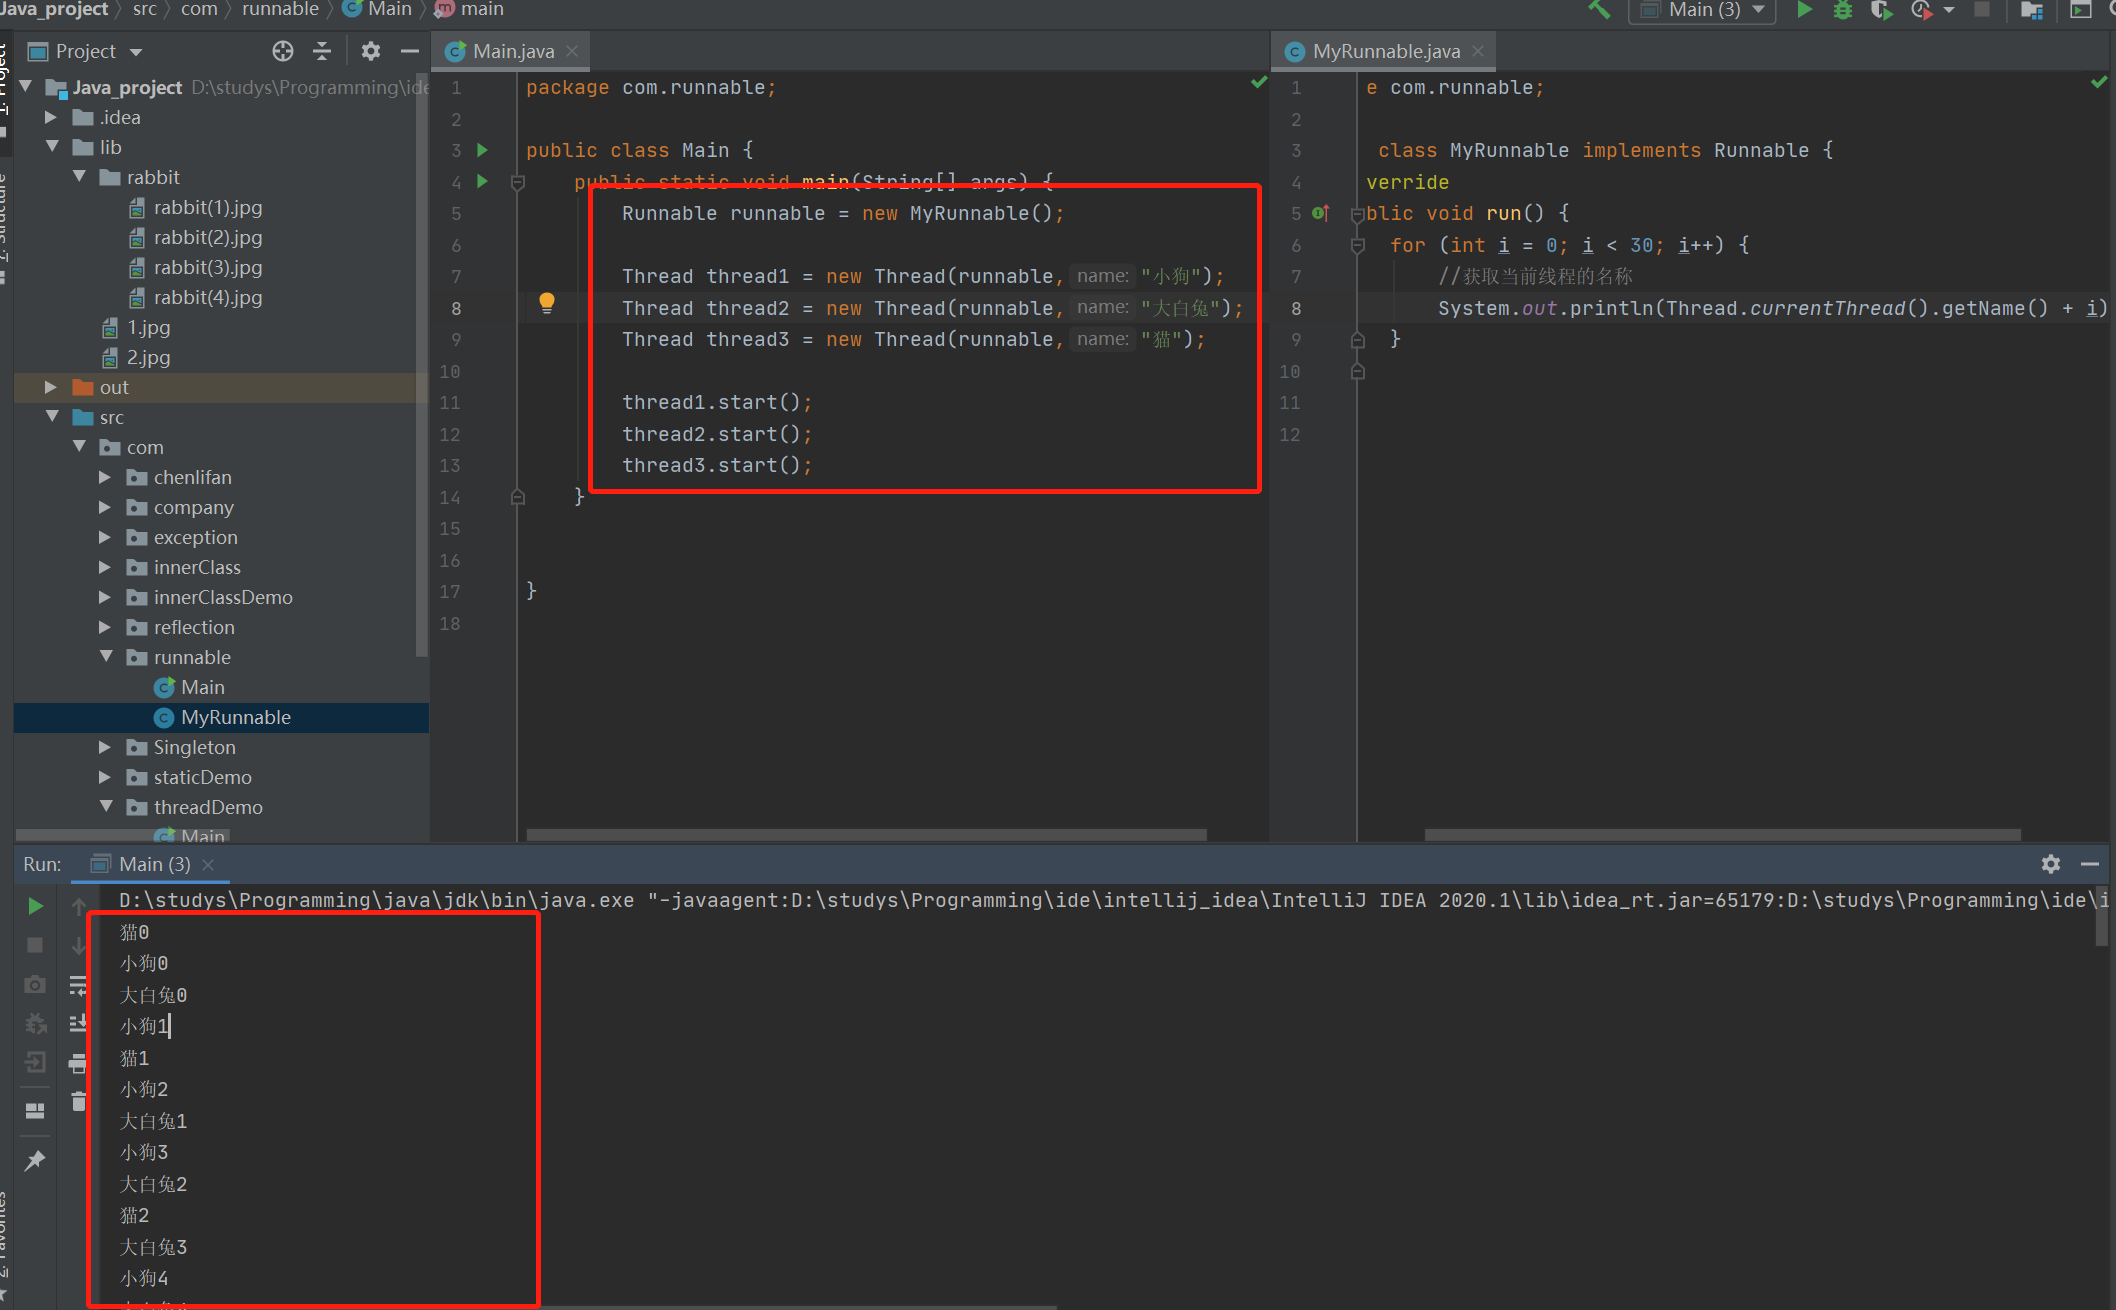 Java_project src com runnable Main main
Main (3)
Project
Java_project D:\studys\Programming\ide
.idea
lib
rabbit
rabbit(1).jpg
rabbit(2).jpg
rabbit(3).jpg
rabbit(4).jpg
1.jpg
2.jpg
out
src
com
chenlifan
company
exception
innerClass
innerClassDemo
reflection
runnable
Main
MyRunnable
Singleton
staticDemo
threadDemo
Main
Main.java
1 package com.runnable;
2
3 public class Main {
4 public static void main(String[] args) {
5 Runnable runnable = new MyRunnable();
6
7 Thread thread1 = new Thread(runnable, name: "小狗");
8 Thread thread2 = new Thread(runnable, name: "大白兔");
9 Thread thread3 = new Thread(runnable, name: "猫");
10
11 thread1.start();
12 thread2.start();
13 thread3.start();
14 }
15
16
17 }
18
MyRunnable.java
1 e com.runnable;
2
3 class MyRunnable implements Runnable {
4 verride
5 blic void run() {
6 for (int i = 0; i < 30; i++) {
7 //获取当前线程的名称
8 System.out.println(Thread.currentThread().getName() + i)
9 }
10
11
12
Run: Main (3)
D:\studys\Programming\java\jdk\bin\java.exe "-javaagent:D:\studys\Programming\ide\intellij_idea\IntelliJ IDEA 2020.1\lib\idea_rt.jar=65179:D:\studys\Programming\ide\i
猫0
小狗0
大白兔0
小狗1
猫1
小狗2
大白兔1
小狗3
大白兔2
猫2
大白兔3
小狗4